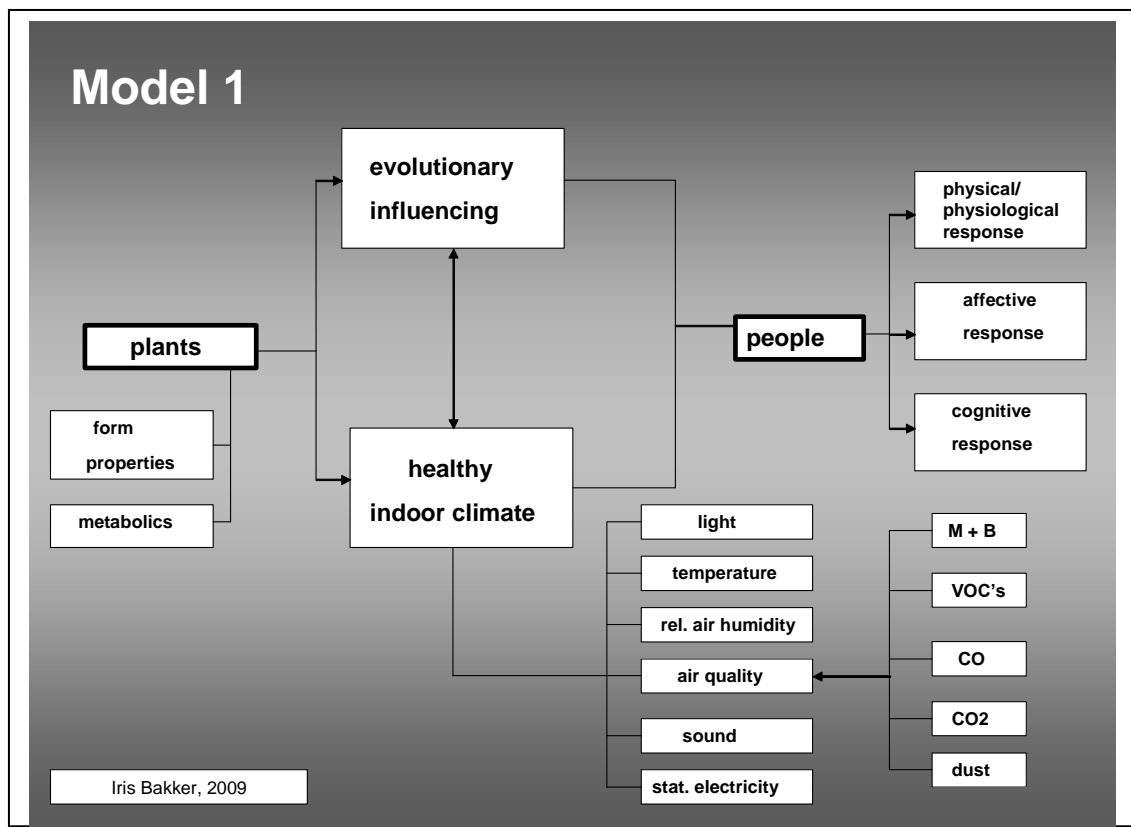 Model 1
evolutionary
influencing
physical/
physiological
response
affective
response
plants
people
form
properties
cognitive
response
healthy
indoor climate
metabolics
light
M + B
temperature
VOC's
rel. air humidity
CO
air quality
CO2
sound
dust
stat. electricity
Iris Bakker, 2009